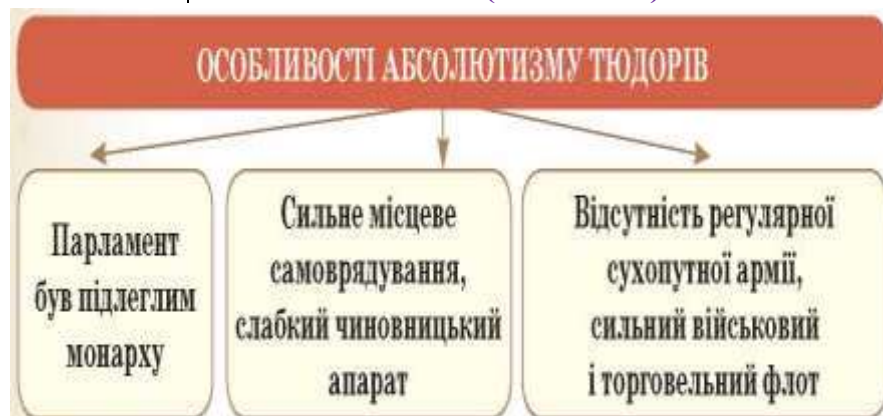 ОСОБЛИВОСТІ АБСОЛЮТИЗМУ ТЮДОРІВ
Парламент
був підлеглим
монарху
Сильне місцеве
самоврядування,
слабкий чиновницький
апарат
Відсутність регулярної
сухопутної армії,
сильний військовий
і торговельний флот